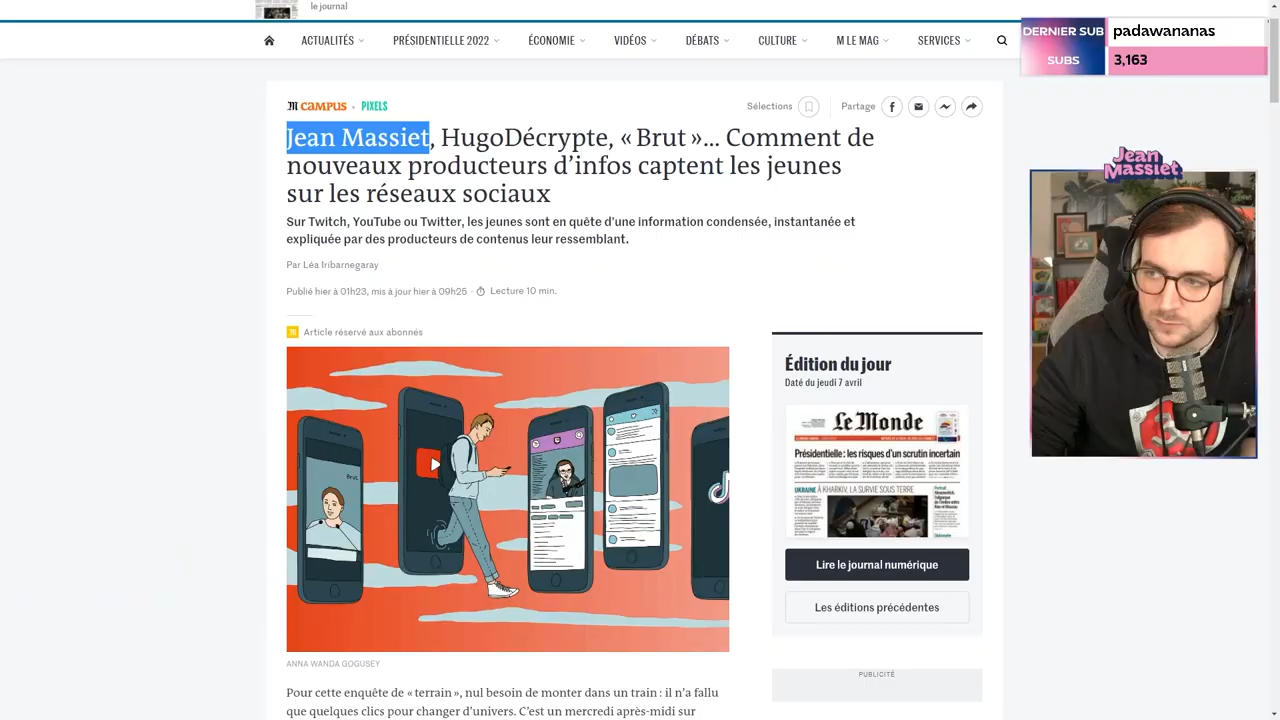 le journal
ACTUALITÉS
PRÉSIDENTIELLE 2022
ÉCONOMIE
VIDÉOS
DÉBATS
CULTURE
M LE MAG
SERVICES
DERNIER SUB
padawananas
SUBS
3,163
M CAMPUS • PIXELS
Sélections
Partage
Jean Massiet, HugoDécrypte, « Brut »… Comment de
nouveaux producteurs d’infos captent les jeunes
sur les réseaux sociaux
Sur Twitch, YouTube ou Twitter, les jeunes sont en quête d’une information condensée, instantanée et
expliquée par des producteurs de contenus leur ressemblant.
Par Léa Iribarnegaray
Publié hier à 01h23, mis à jour hier à 09h25 • Lecture 10 min.
Article réservé aux abonnés
Jean
Massiet
Édition du jour
Daté du jeudi 7 avril
Le Monde
Présidentielle : les risques d’un scrutin incertain
UKRAINE À KHARKIV, LA SURVIE SOUS TERRE
Lire le journal numérique
Les éditions précédentes
PUBLICITÉ
Brut.
ANNA WANDA GOGUSEY
Pour cette enquête de « terrain », nul besoin de monter dans un train : il n’a fallu
que quelques clics pour changer d’univers. C’est un mercredi après-midi sur